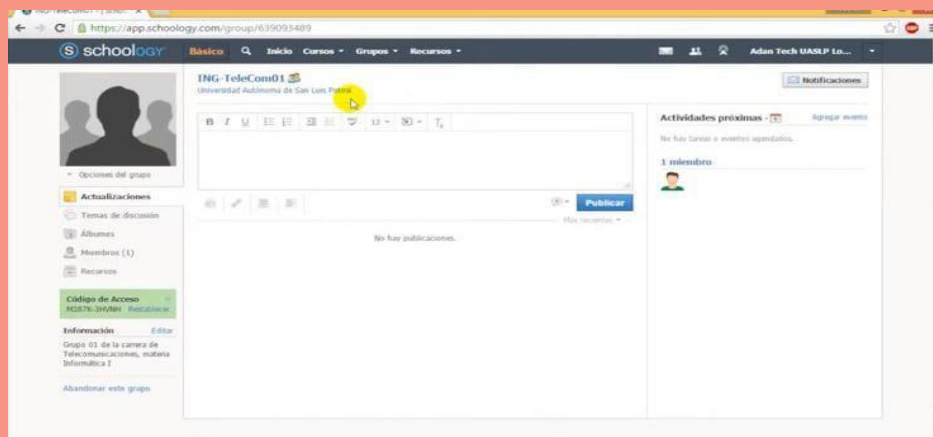 https://app.schoology.com/group/639093489
S schoology Básico Inicio Cursos Grupos Recursos Adan Tech UASLP Lo...
ING-TeleCom01
Universidad Autónoma de San Luis Potosí
Notificaciones
B I U 12
Actividades próximas - Agregar evento
No hay tareas o eventos agendados.
1 miembro
Opciones del grupo
Actualizaciones
Temas de discusión
Álbumes
Miembros (1)
Recursos
Publicar
Más recientes
No hay publicaciones.
Código de Acceso
Restablecer
Información Editar
Grupo 01 de la carrera de
Telecomunicaciones, materia
Informática I
Abandonar este grupo